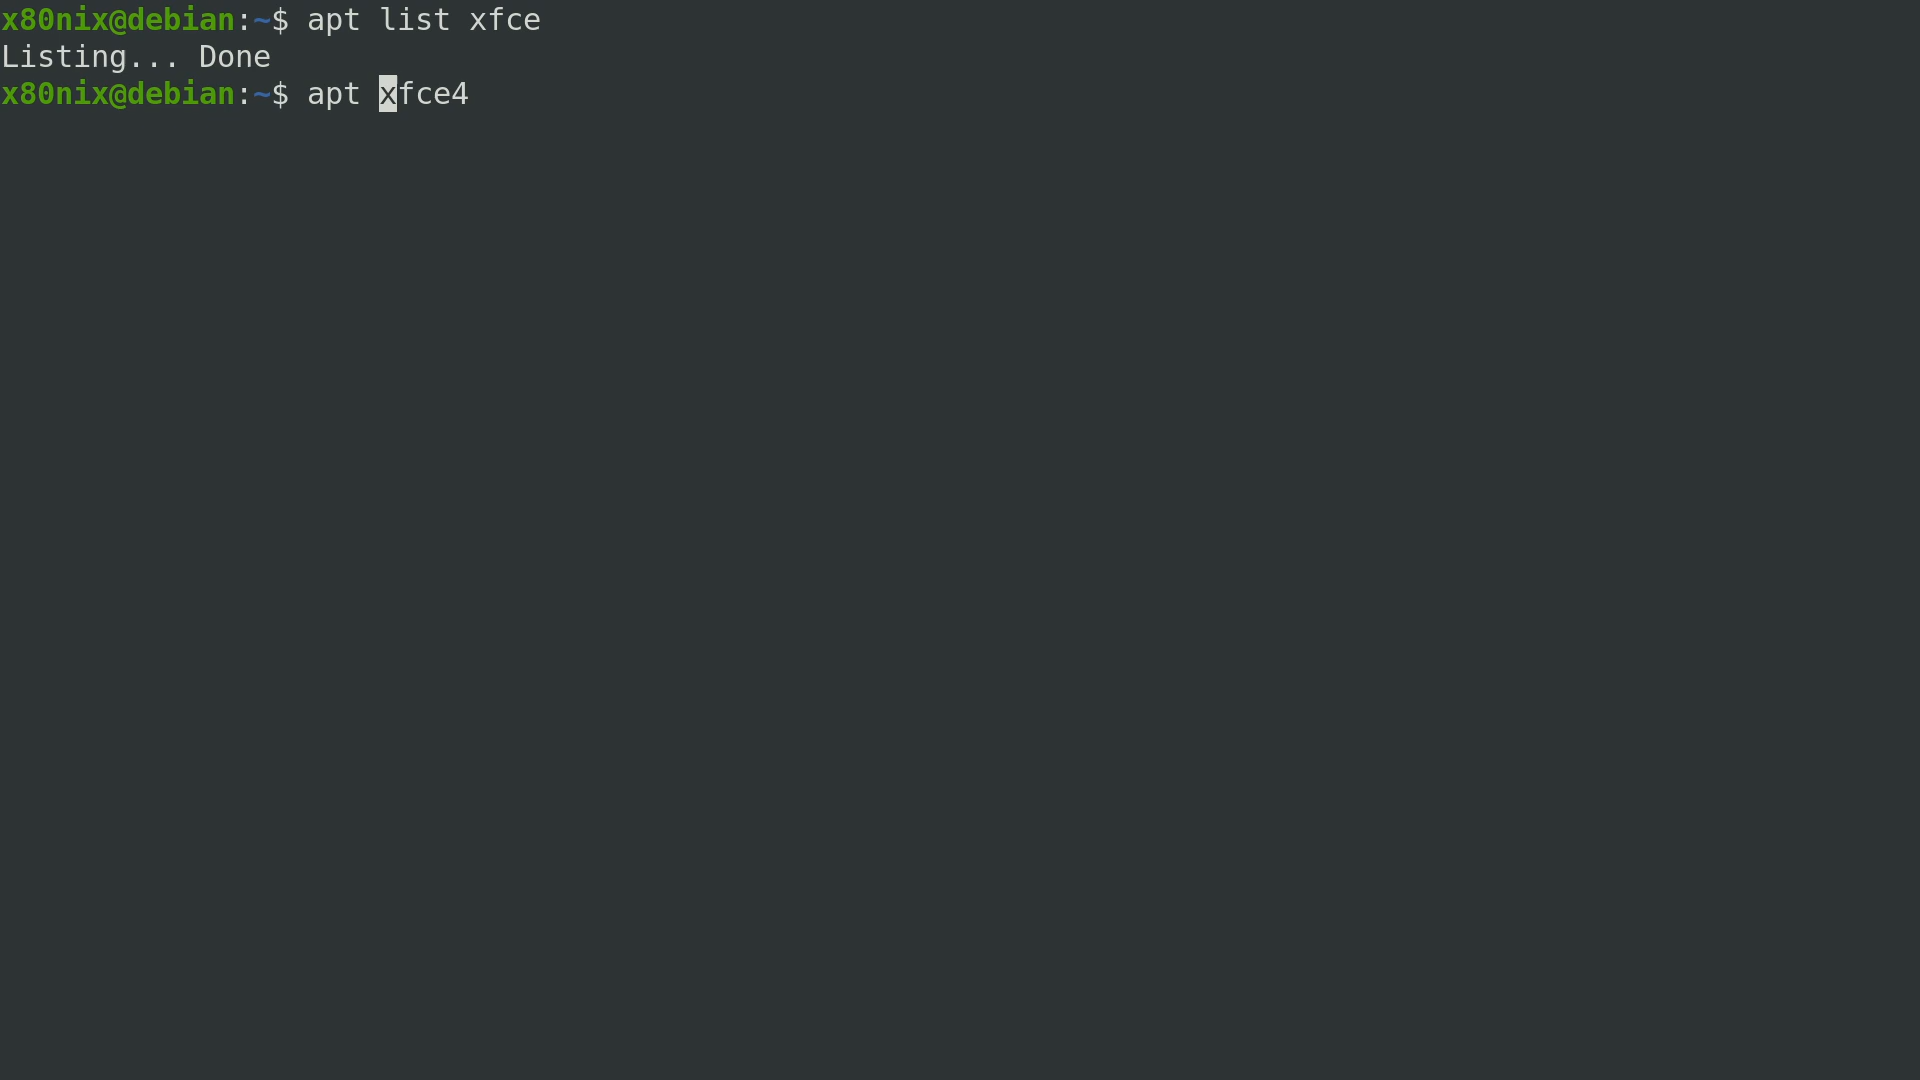 x80nix@debian:~$ apt list xfce
Listing... Done
x80nix@debian:~$ apt xfce4